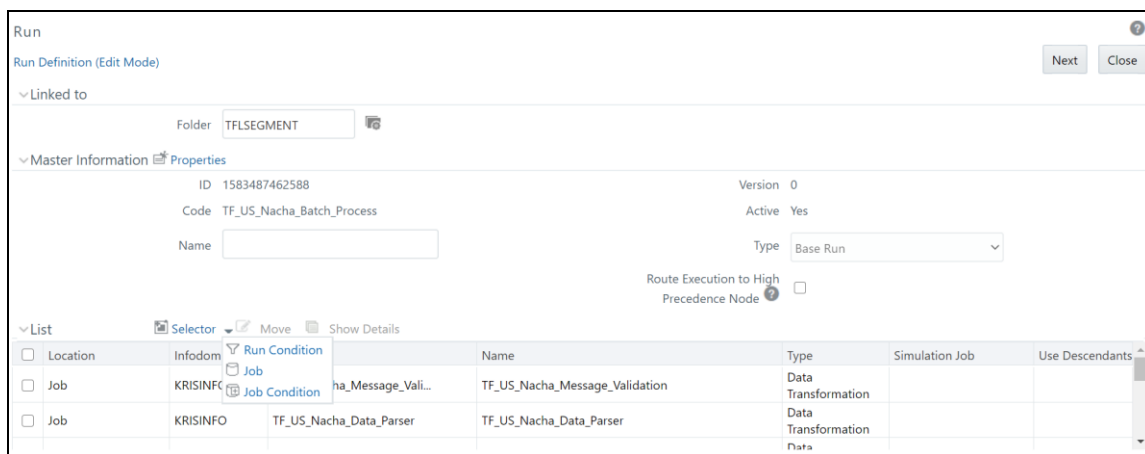 Run
Run Definition (Edit Mode)
Next
Close
Linked to
Folder TFLSEGMENT
Master Information Properties
ID 1583487462588
Version 0
Code TF_US_Nacha_Batch_Process
Active Yes
Name
Type Base Run
Route Execution to High
Precedence Node ?
List Selector Move Show Details
Run Condition
Job
Job Condition
Location Infodom Name Type Simulation Job Use Descendants
Job KRISINFO ha_Message_Vali... TF_US_Nacha_Message_Validation Data
Transformation
Job KRISINFO TF_US_Nacha_Data_Parser TF_US_Nacha_Data_Parser Data
Transformation
Data